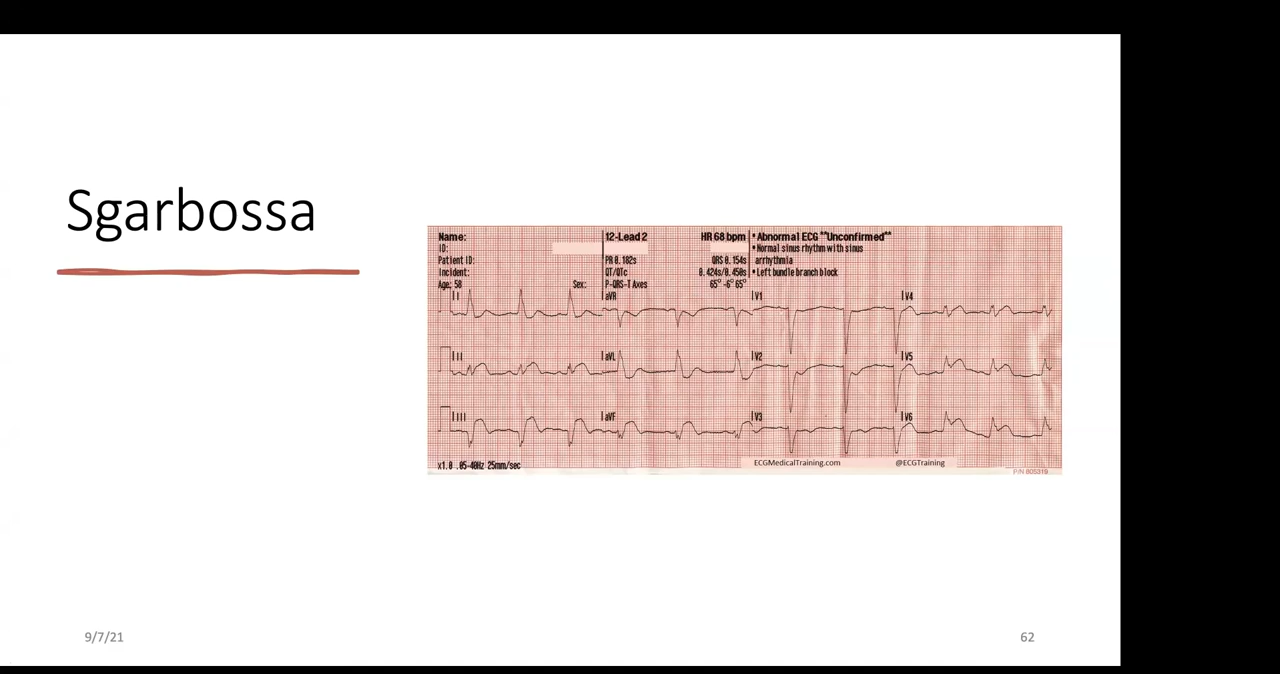 Sgarbossa
Name: 12-Lead 2 HR 68 bpm • Abnormal ECG **Unconfirmed**
ID: • Normal sinus rhythm with sinus
Patient ID: PR 0.182s QRS 0.154s arrhythmia
Incident: QT/QTc 0.424s/0.450s • Left bundle branch block
Age: 58 Sex: P-QRS-T Axes 65° -6° 65°
I aVR V1 V4
II aVL V2 V5
III aVF V3 V6
x1.0 .05-40Hz 25mm/sec ECGMedicalTraining.com @ECGTraining
P/N 805319
9/7/21 62